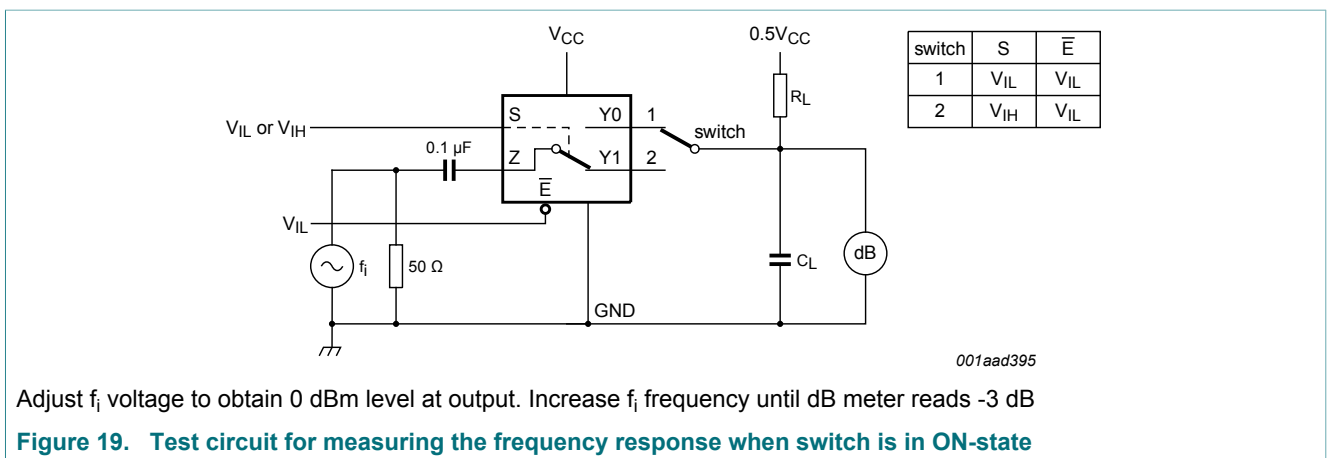 VCC
0.5VCC
switch S E̅
1 VIL VIL
2 VIH VIL
RL
VIL or VIH
S
Y0
1
switch
0.1 µF
Z
Y1
2
E̅
VIL
fi
50 Ω
CL
dB
GND
001aad395
Adjust fi voltage to obtain 0 dBm level at output. Increase fi frequency until dB meter reads -3 dB
Figure 19. Test circuit for measuring the frequency response when switch is in ON-state